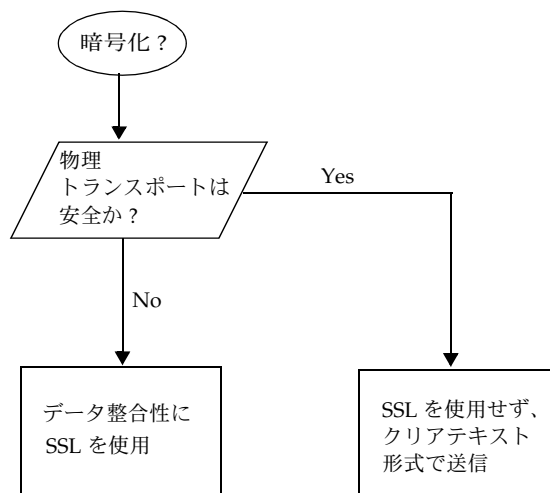 暗号化 ?
物理
トランスポートは
安全か ?
Yes
No
データ整合性に
SSL を使用
SSL を使用せず、
クリアテキスト
形式で送信